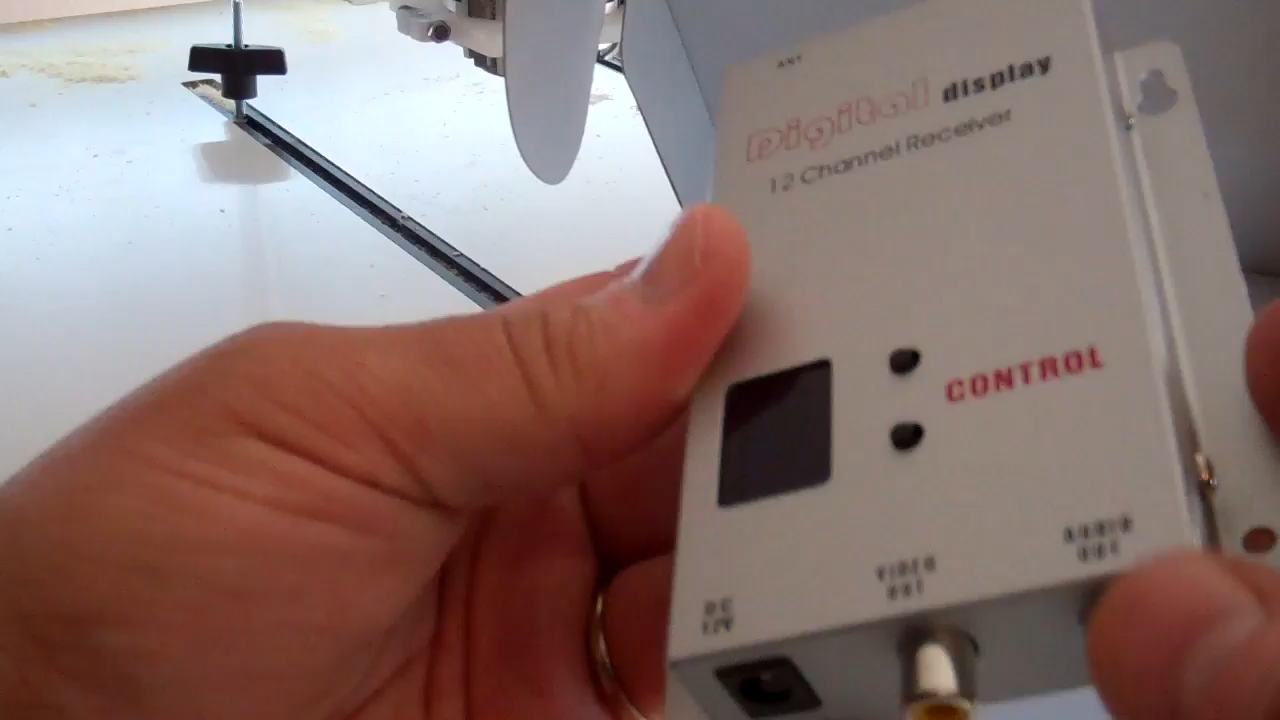 ANT
Digital display
12 Channel Receiver
CONTROL
AUDIO
OUT
VIDEO
OUT
DC
12V